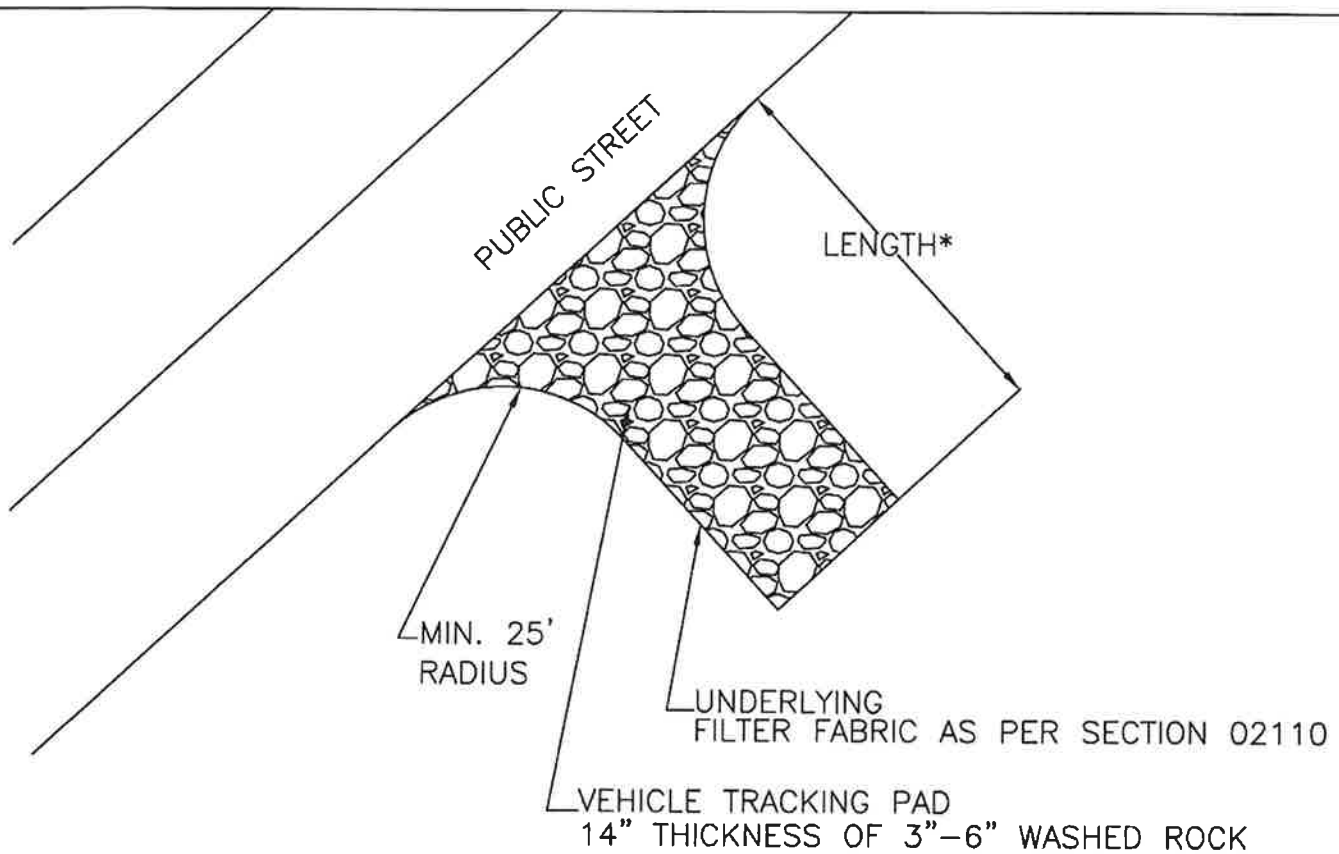 PUBLIC STREET
LENGTH*
MIN. 25'
RADIUS
UNDERLYING
FILTER FABRIC AS PER SECTION 02110
VEHICLE TRACKING PAD
14" THICKNESS OF 3"-6" WASHED ROCK